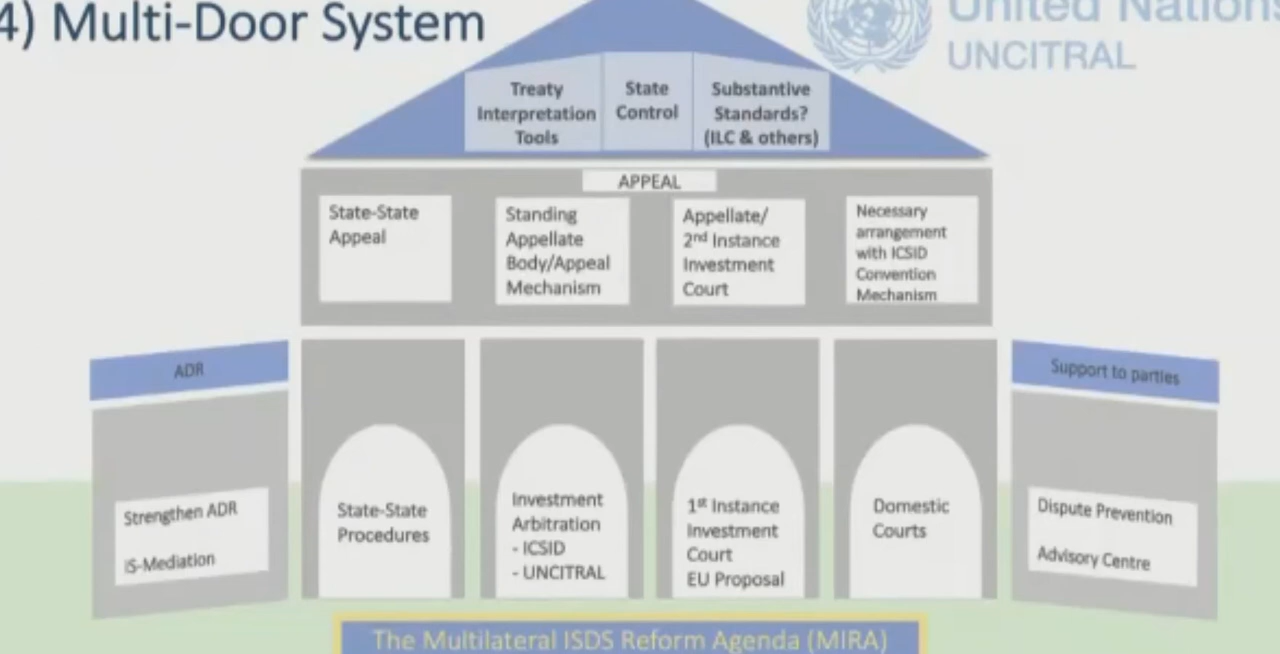 4) Multi-Door System
United Nations
UNCITRAL
Treaty
Interpretation
Tools
State
Control
Substantive
Standards?
(ILC & others)
APPEAL
State-State
Appeal
Standing
Appellate
Body/Appeal
Mechanism
Appellate/
2nd Instance
Investment
Court
Necessary
arrangement
with ICSID
Convention
Mechanism
ADR
Strengthen ADR
IS-Mediation
State-State
Procedures
Investment
Arbitration
- ICSID
- UNCITRAL
1st Instance
Investment
Court
EU Proposal
Domestic
Courts
Support to parties
Dispute Prevention
Advisory Centre
The Multilateral ISDS Reform Agenda (MIRA)